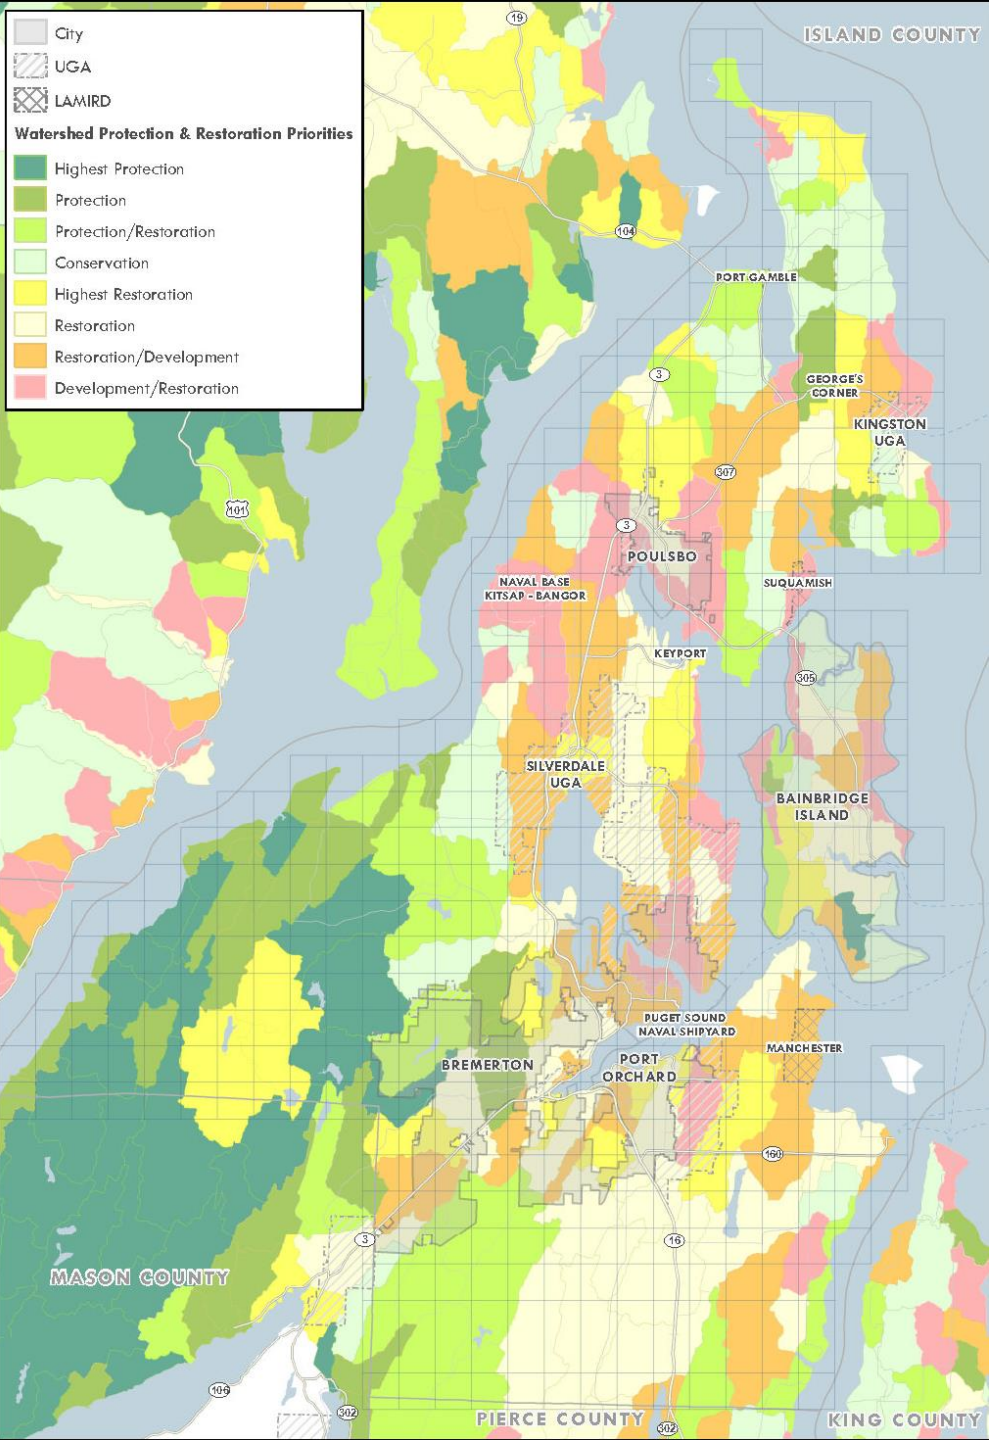 City
UGA
LAMIRD
Watershed Protection & Restoration Priorities
Highest Protection
Protection
Protection/Restoration
Conservation
Highest Restoration
Restoration
Restoration/Development
Development/Restoration
19
ISLAND COUNTY
104
PORT GAMBLE
3
GEORGE'S
CORNER
KINGSTON
UGA
307
101
3
POULSBO
NAVAL BASE
KITSAP - BANGOR
SUQUAMISH
KEYPORT
305
SILVERDALE
UGA
BAINBRIDGE
ISLAND
PUGET SOUND
NAVAL SHIPYARD
MANCHESTER
BREMERTON
PORT
ORCHARD
160
3
16
MASON COUNTY
106
302
PIERCE COUNTY
302
KING COUNTY